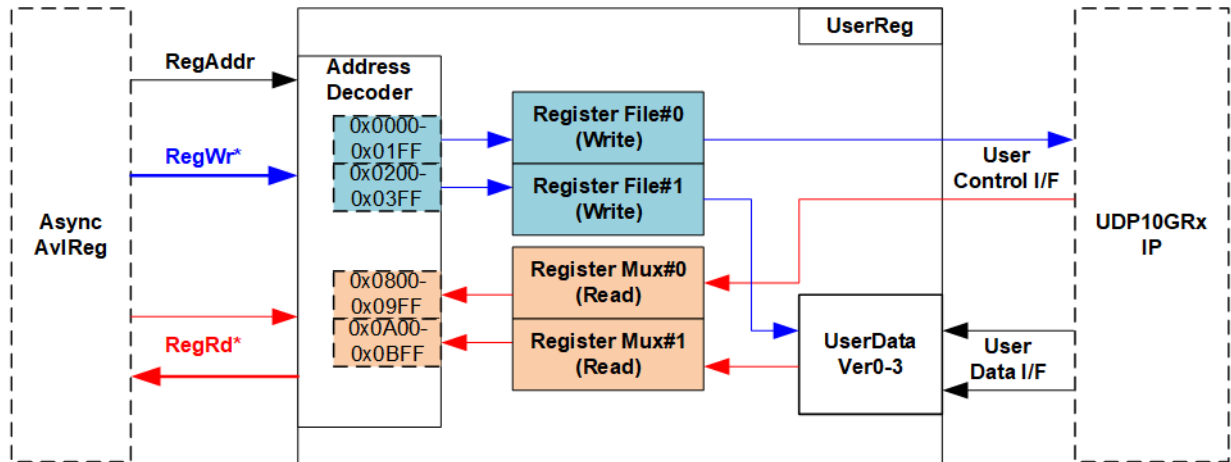 UserReg
RegAddr
Address
Decoder
0x0000-
0x01FF
0x0200-
0x03FF
Register File#0
(Write)
Register File#1
(Write)
RegWr*
User
Control I/F
Async
AvlReg
UDP10GRx
IP
Register Mux#0
(Read)
Register Mux#1
(Read)
0x0800-
0x09FF
0x0A00-
0x0BFF
RegRd*
UserData
Ver0-3
User
Data I/F